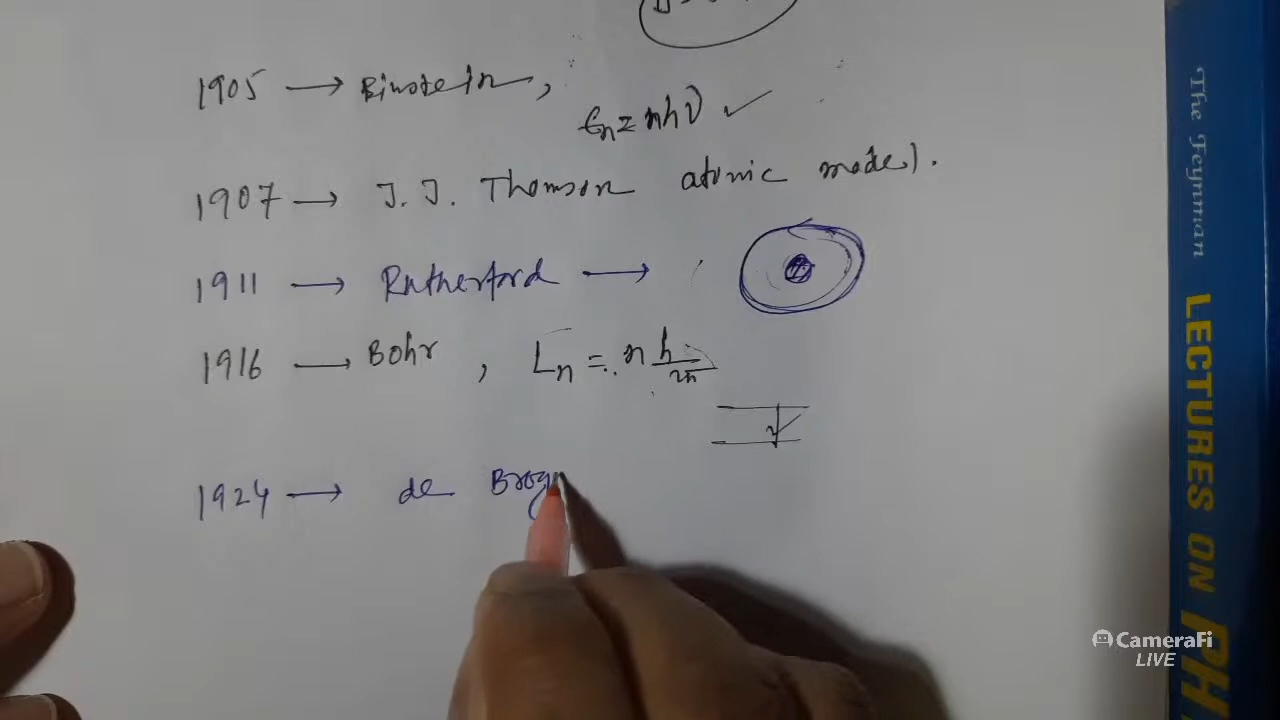 1905 → Einstein,
Eₙ = nhν ✓
1907 → J. J. Thomson atomic model.
1911 → Rutherford →
1916 → Bohr, Lₙ = n h/2π
1924 → de Brog
The Feynman
LECTURES ON PH
CameraFi
LIVE